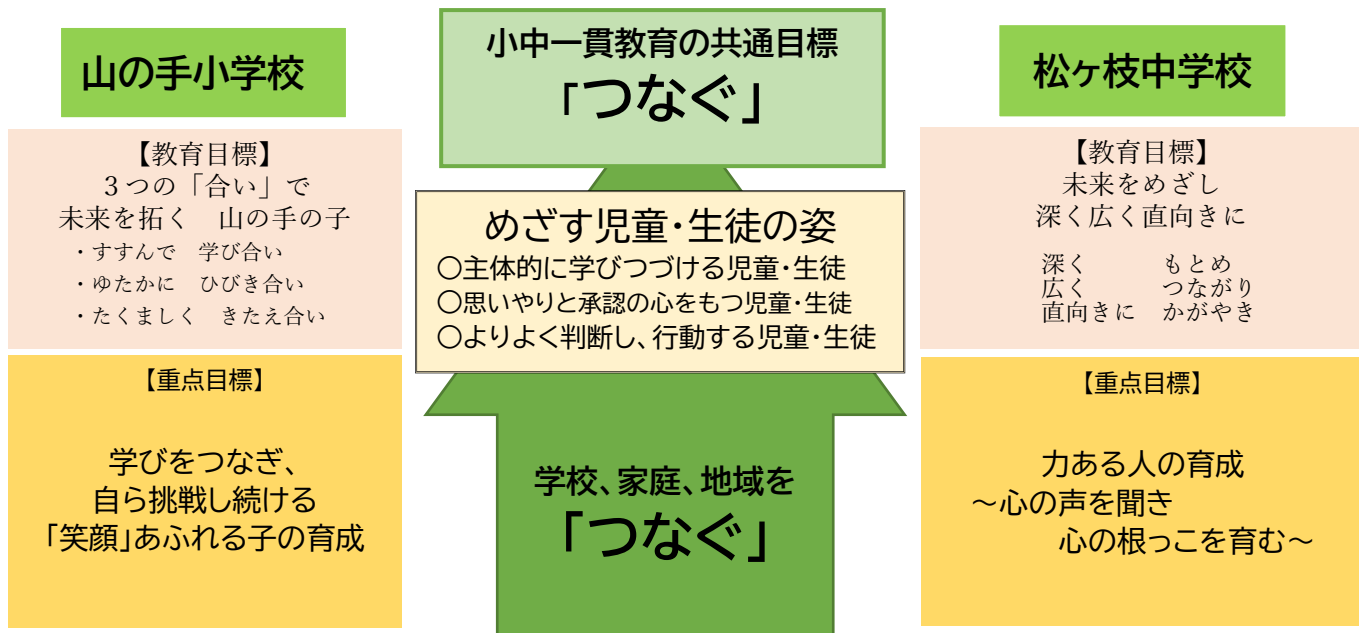 山の手小学校
【教育目標】
３つの「合い」で
未来を拓く　山の手の子
・すすんで　学び合い
・ゆたかに　ひびき合い
・たくましく　きたえ合い
【重点目標】
学びをつなぎ、
自ら挑戦し続ける
「笑顔」あふれる子の育成
小中一貫教育の共通目標
「つなぐ」
めざす児童・生徒の姿
○主体的に学びつづける児童・生徒
○思いやりと承認の心をもつ児童・生徒
○よりよく判断し、行動する児童・生徒
学校、家庭、地域を
「つなぐ」
松ヶ枝中学校
【教育目標】
未来をめざし
深く広く直向きに
深く　　　もとめ
広く　　　つながり
直向きに　かがやき
【重点目標】
力ある人の育成
～心の声を聞き
心の根っこを育む～